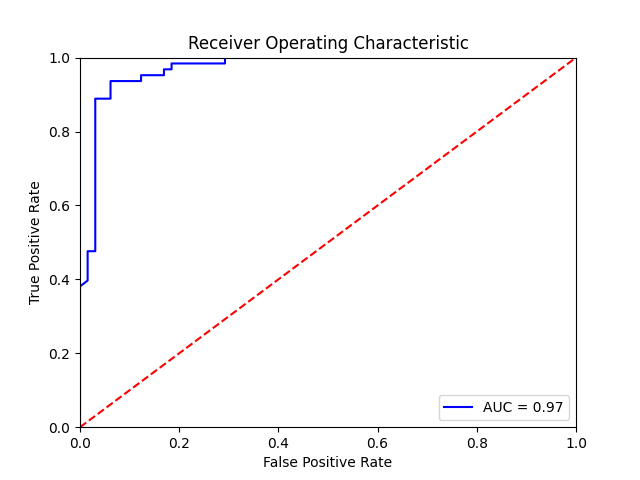 Receiver Operating Characteristic
True Positive Rate
1.0
0.8
0.6
0.4
0.2
0.0
0.0 0.2 0.4 0.6 0.8 1.0
False Positive Rate
AUC = 0.97